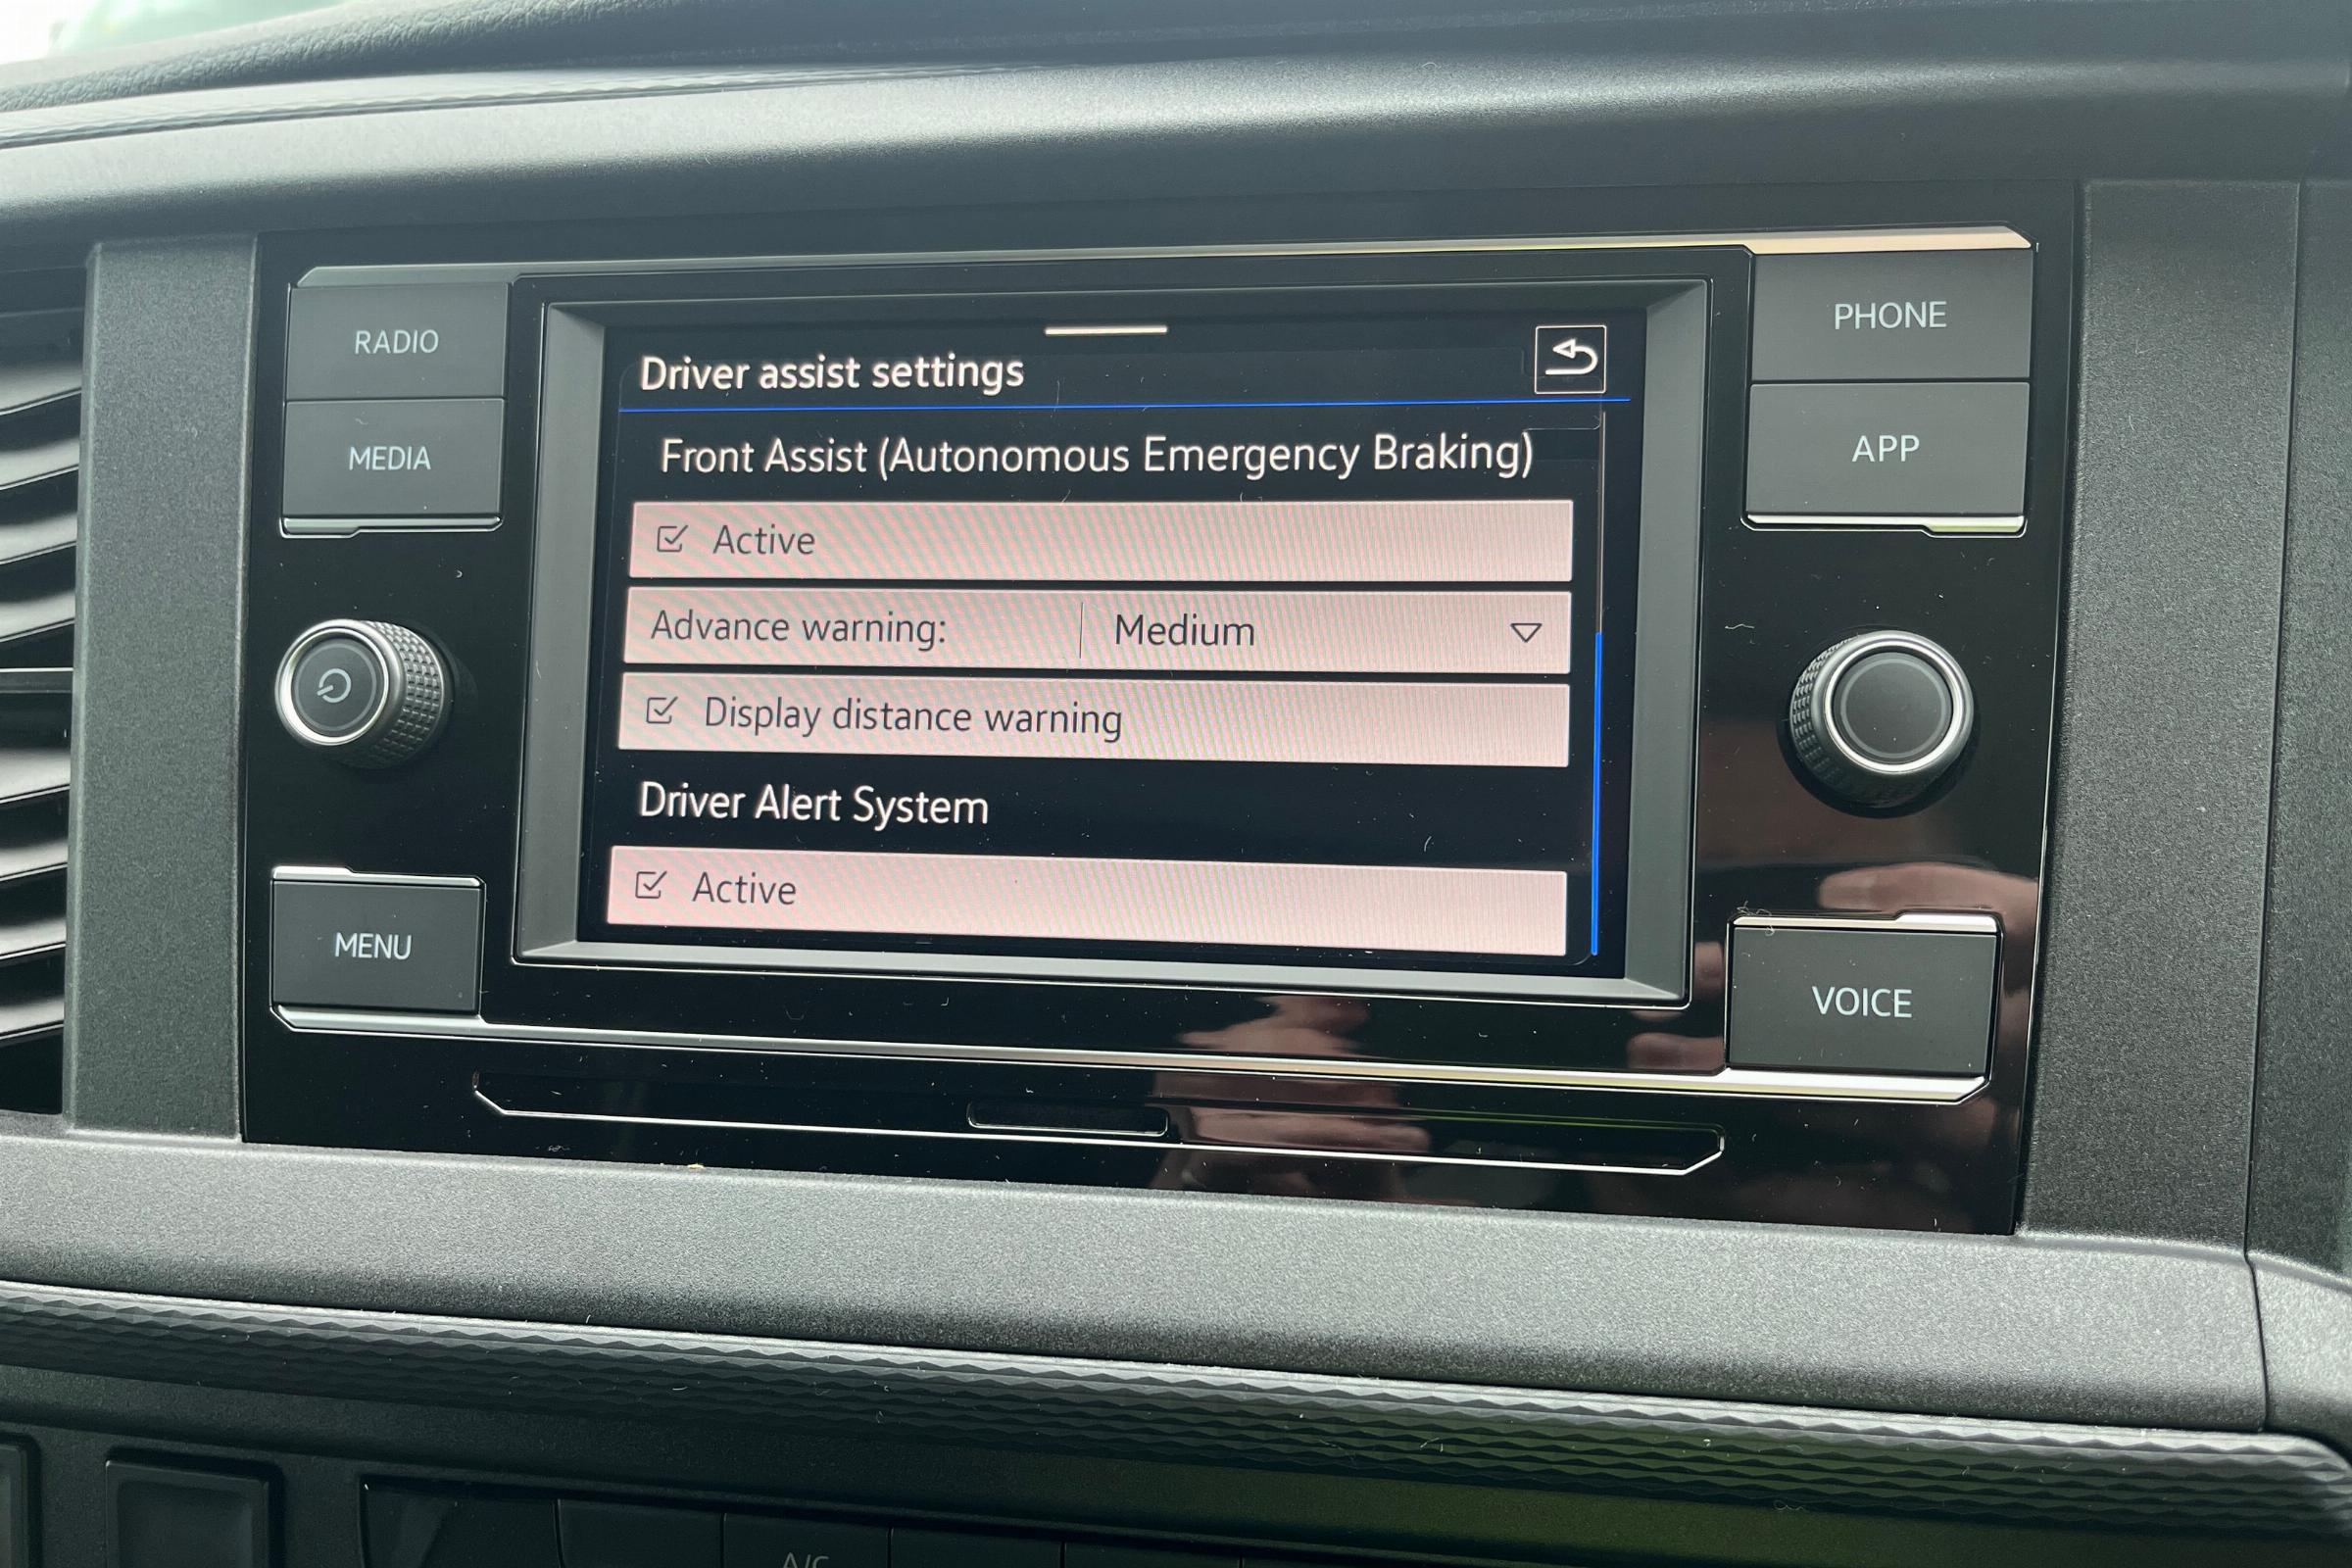 RADIO
MEDIA
MENU
Driver assist settings
Front Assist (Autonomous Emergency Braking)
Active
Advance warning: Medium
Display distance warning
Driver Alert System
Active
PHONE
APP
VOICE
A/C